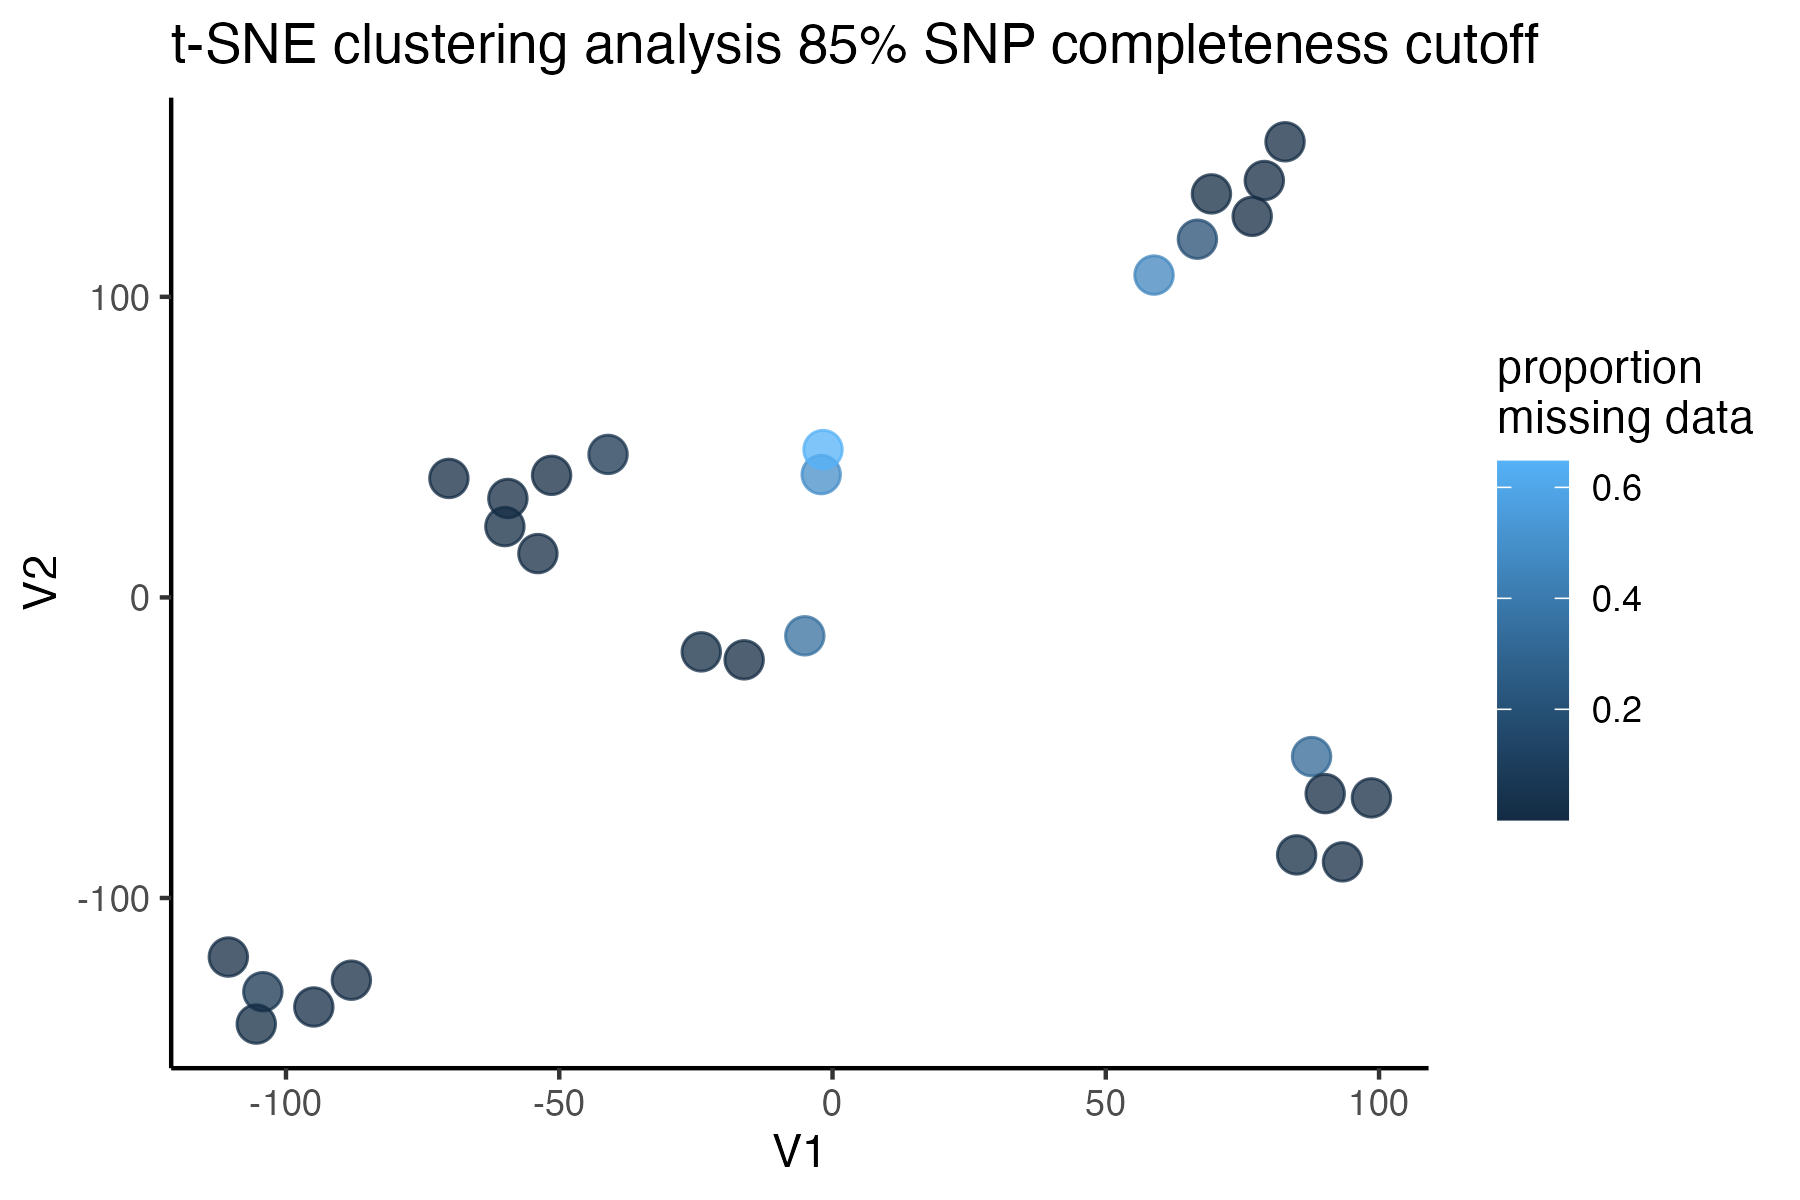 t-SNE clustering analysis 85% SNP completeness cutoff
V2
100
0
-100
-100
-50
0
50
100
V1
proportion
missing data
0.6
0.4
0.2